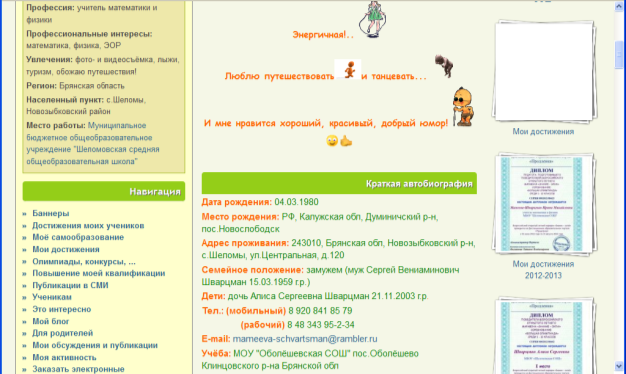 Профессия: учитель математики и
физики
Профессиональные интересы:
математика, физика, ЭОР
Увлечения: фото- и видеосъёмка, лыжи,
туризм, обожаю путешествия!
Регион: Брянская область
Населенный пункт: с.Шеломы,
Новозыбковский район
Место работы: Муниципальное
бюджетное общеобразовательное
учреждение "Шеломовская средняя
общеобразовательная школа"
Навигация
» Баннеры
» Достижения моих учеников
» Моё самообразование
» Мои достижения
» Олимпиады, конкурсы, ...
» Повышение моей квалификации
» Публикации в СМИ
» Ученикам
» Это интересно
» Мой блог
» Для родителей
» Мои обсуждения и публикации
» Моя активность
» Заказать электронные
Энергичная!..
Люблю путешествовать и танцевать...
И мне нравится хороший, красивый, добрый юмор!
Краткая автобиография
Дата рождения: 04.03.1980
Место рождения: РФ, Калужская обл, Думиничский р-н,
пос.Новослободск
Адрес проживания: 243010, Брянская обл, Новозыбковский р-н,
с.Шеломы, ул.Центральная, д.120
Семейное положение: замужем (муж Сергей Вениаминович
Шварцман 15.03.1959 г.р.)
Дети: дочь Алиса Сергеевна Шварцман 21.11.2003 г.р.
Тел.: (мобильный) 8 920 841 85 79
(рабочий) 8 48 343 95-2-34
E-mail: mameeva-schvartsman@rambler.ru
Учёба: МОУ "Оболёшевская СОШ" пос.Оболёшево
Клинцовского р-на Брянской обл
Мои достижения
ДИПЛОМ
Мои достижения
2012-2013
ДИПЛОМ